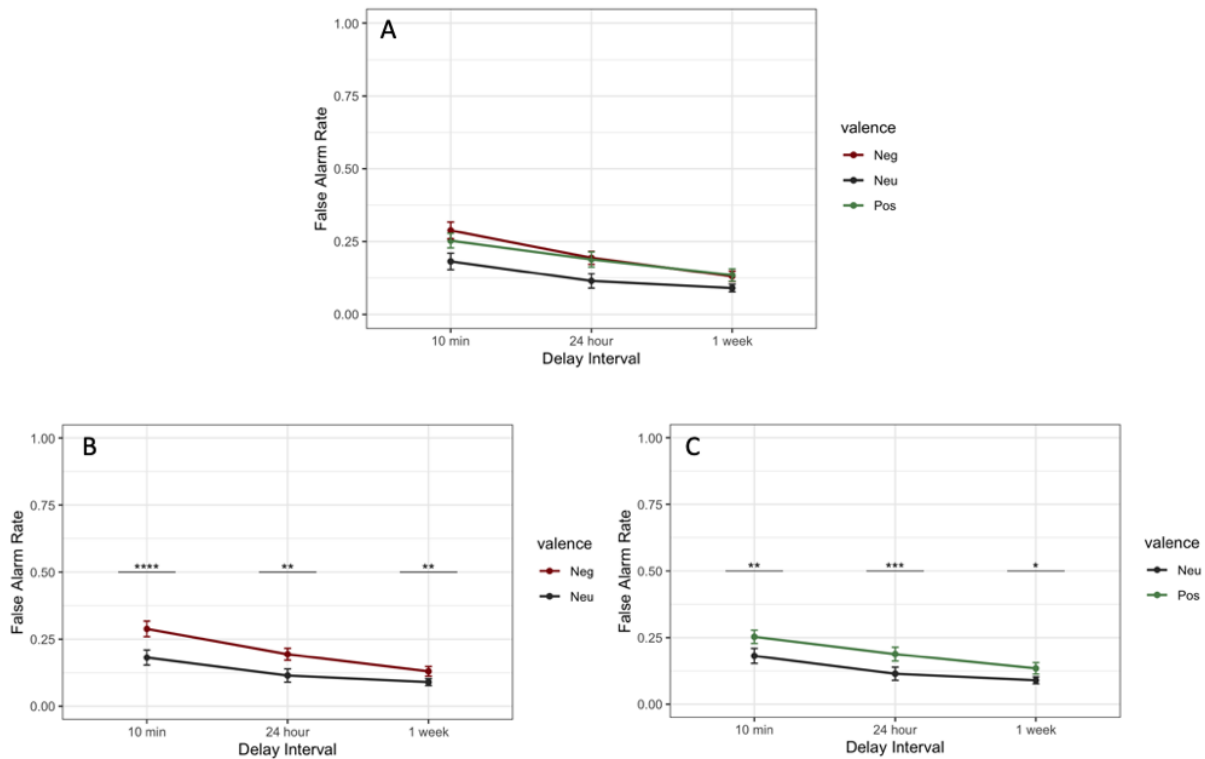 A
1.00
0.75
0.50
0.25
0.00
False Alarm Rate
10 min
24 hour
1 week
Delay Interval
valence
Neg
Neu
Pos
B
1.00
0.75
0.50
0.25
0.00
False Alarm Rate
****
**
**
10 min
24 hour
1 week
Delay Interval
valence
Neg
Neu
C
1.00
0.75
0.50
0.25
0.00
False Alarm Rate
**
***
*
10 min
24 hour
1 week
Delay Interval
valence
Neu
Pos